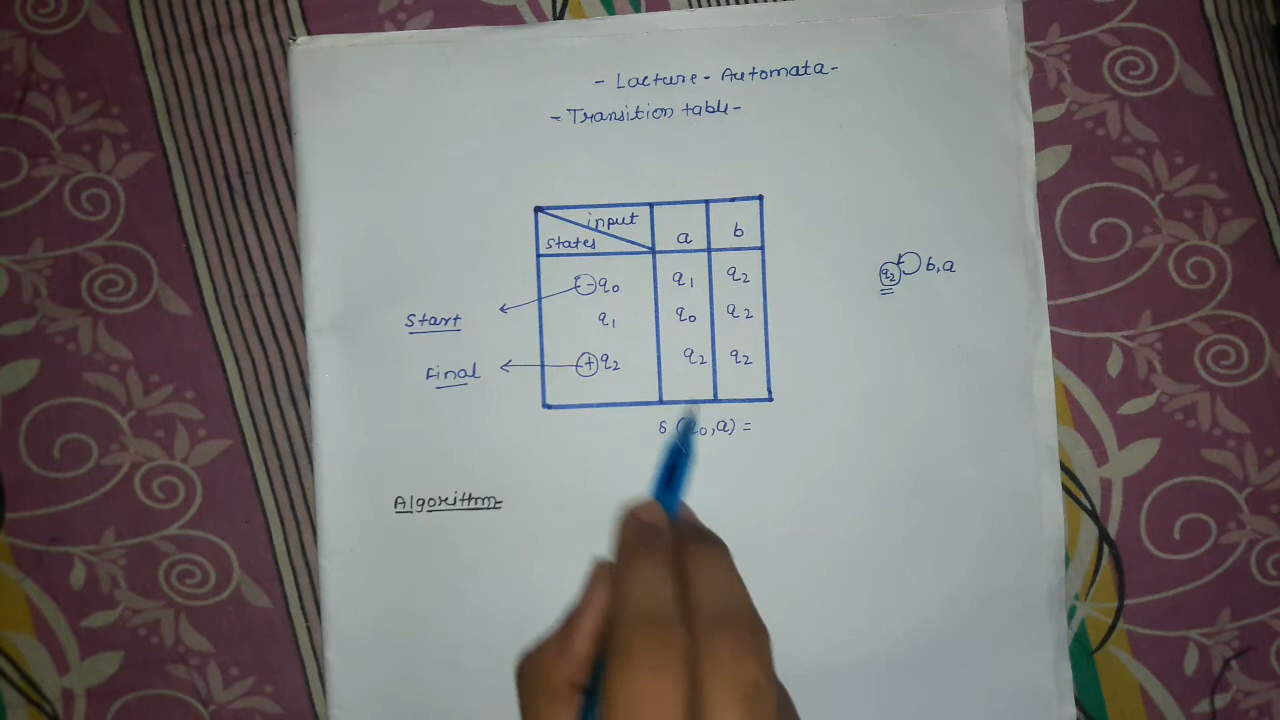 - Lacture - Automata -
- Transition table -
input
states
a
b
- q0 q1 q2
q1 q0 q2
+ q2 q2 q2
Start
Final
q2 b,a
δ (q0,a) =
Algorithm